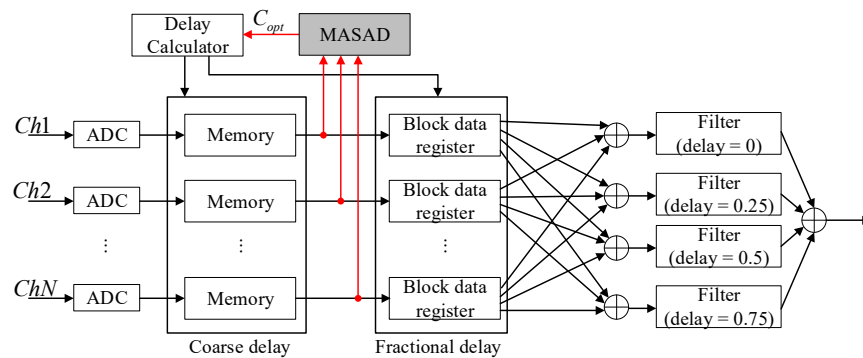 Delay
Calculator
C_opt
MASAD
Ch1
ADC
Memory
Block data
register
Filter
(delay = 0)
Ch2
ADC
Memory
Block data
register
Filter
(delay = 0.25)
...
...
...
Filter
(delay = 0.5)
ChN
ADC
Memory
Block data
register
Filter
(delay = 0.75)
Coarse delay
Fractional delay